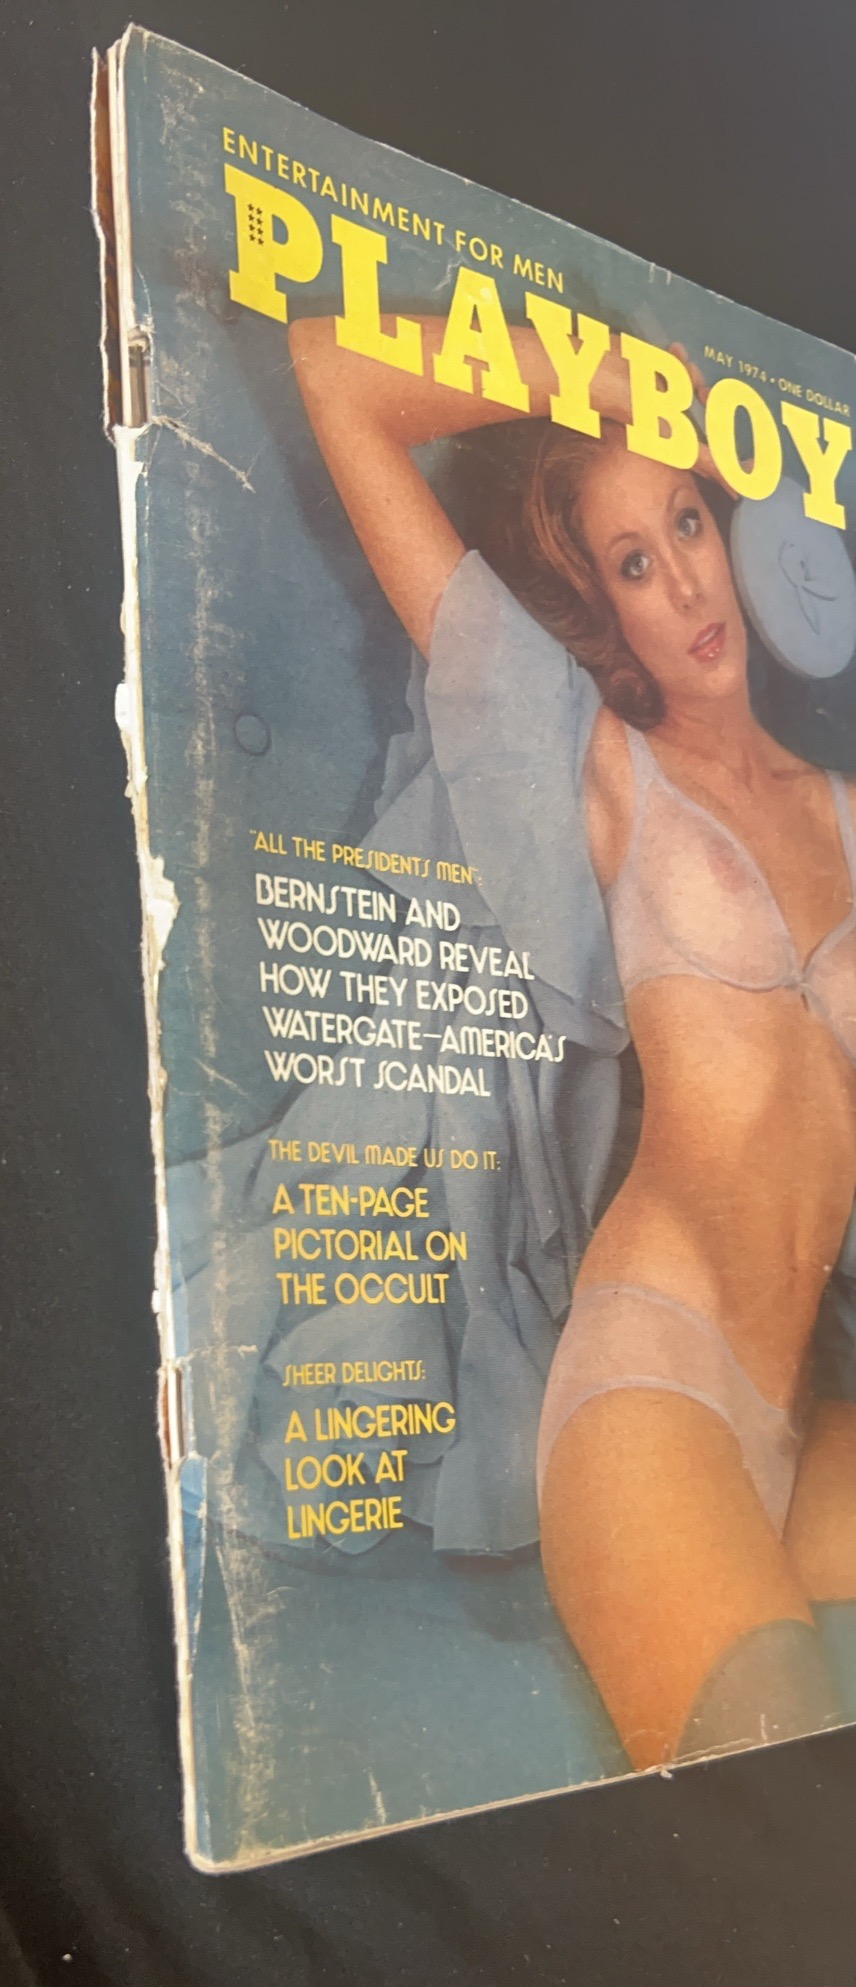 ENTERTAINMENT FOR MEN
PLAYBOY
MAY 1974 • ONE DOLLAR
"ALL THE PRESIDENT'S MEN":
BERNSTEIN AND
WOODWARD REVEAL
HOW THEY EXPOSED
WATERGATE—AMERICA'S
WORST SCANDAL
THE DEVIL MADE US DO IT:
A TEN-PAGE
PICTORIAL ON
THE OCCULT
SHEER DELIGHTS:
A LINGERING
LOOK AT
LINGERIE